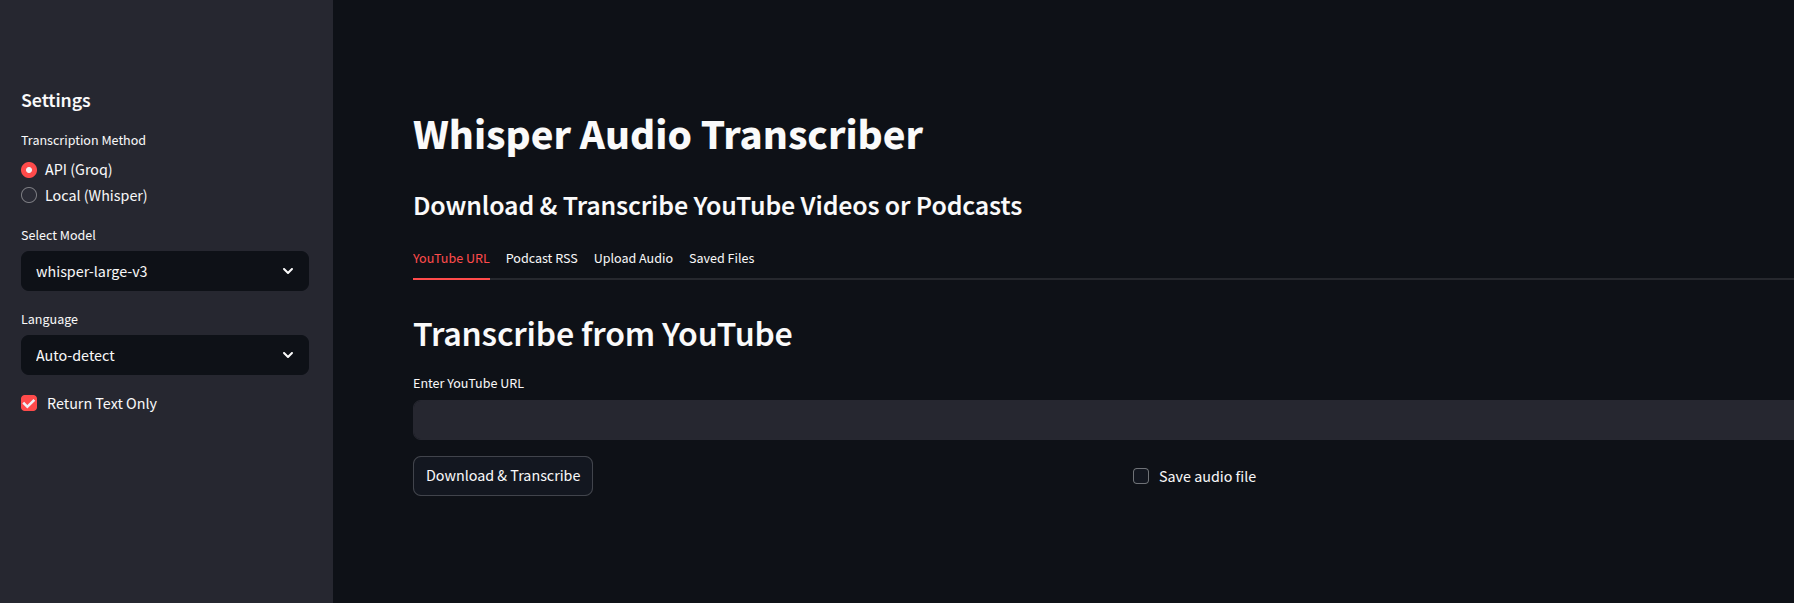 Settings
Transcription Method
API (Groq)
Local (Whisper)
Select Model
whisper-large-v3
Language
Auto-detect
Return Text Only
Whisper Audio Transcriber
Download & Transcribe YouTube Videos or Podcasts
YouTube URL Podcast RSS Upload Audio Saved Files
Transcribe from YouTube
Enter YouTube URL
Download & Transcribe Save audio file